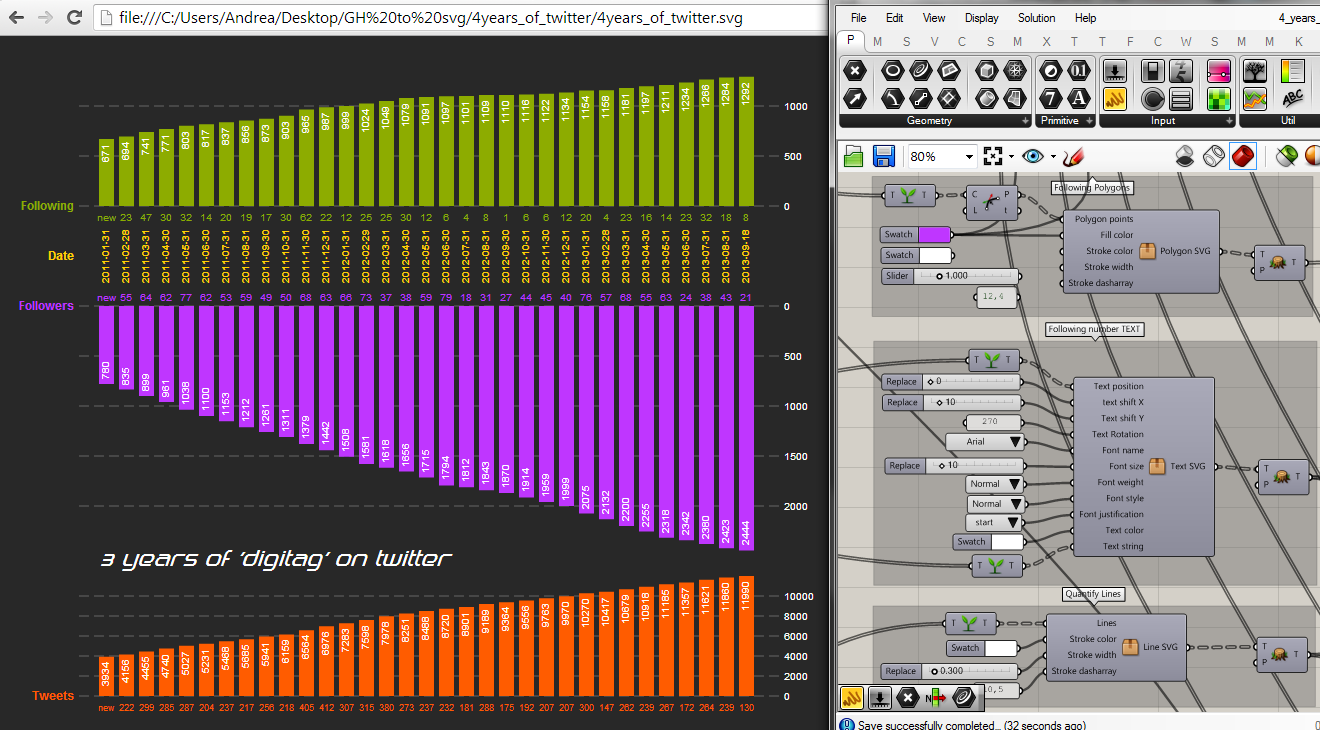 file:///C:/Users/Andrea/Desktop/GH%20to%20svg/4years_of_twitter/4years_of_twitter.svg
1000
500
0
671 694 741 771 803 817 837 856 873 903 965 987 999 1024 1049 1079 1091 1097 1101 1109 1110 1116 1122 1134 1154 1158 1181 1197 1211 1234 1266 1284 1292
Following
new 23 47 30 32 14 20 19 17 30 62 22 12 25 25 30 12 6 4 8 1 6 6 12 20 4 23 16 14 23 32 18 8
Date
2011-01-31 2011-02-28 2011-03-31 2011-04-30 2011-05-31 2011-06-30 2011-07-31 2011-08-31 2011-09-30 2011-10-31 2011-11-30 2011-12-31 2012-01-31 2012-02-29 2012-03-31 2012-04-30 2012-05-31 2012-06-30 2012-07-31 2012-08-31 2012-09-30 2012-10-31 2012-11-30 2012-12-31 2013-01-31 2013-02-28 2013-03-31 2013-04-30 2013-05-31 2013-06-30 2013-07-31 2013-08-31 2013-09-18
new 55 64 62 77 62 53 59 49 50 68 63 66 73 37 38 59 79 18 31 27 44 45 40 76 57 68 55 63 24 38 43 21
Followers
0
500
1000
1500
2000
780 835 899 961 1038 1100 1153 1212 1261 1311 1379 1442 1508 1581 1618 1656 1715 1794 1812 1843 1870 1914 1959 1999 2075 2132 2200 2255 2318 2342 2380 2423 2444
3 years of 'digitag' on twitter
10000
8000
6000
4000
2000
0
3934 4156 4455 4740 5027 5231 5468 5685 5941 6159 6564 6976 7283 7598 7978 8251 8488 8720 8901 9189 9364 9556 9763 9970 10270 10417 10679 10918 11185 11357 11621 11860 11990
Tweets
new 222 299 285 287 204 237 217 256 218 405 412 307 315 380 273 237 232 181 288 175 192 207 207 300 147 262 239 267 172 264 239 130
File Edit View Display Solution Help 4_years_
P M S V C S M X T T F C W S M M K
0.1
7 A ABC
Geometry Primitive Input Util
80%
Following Polygons
T T C P
L t
Polygon points
Swatch Fill color
Stroke color Polygon SVG T T
Swatch Stroke width P
Slider 1.000 Stroke dasharray
12,4
Following number TEXT
T T
Replace 0 Text position
Replace 10 text shift X
270 Text shift Y
Arial Text Rotation
Font name
Replace 10 Font size Text SVG T T
Normal Font weight P
Normal Font style
start Font justification
Swatch Text color
T T Text string
Quantify Lines
T T Lines
Swatch Stroke color Line SVG T T
Replace 0.300 Stroke width P
Stroke dasharray
10,5
N
Save successfully completed... (32 seconds ago)